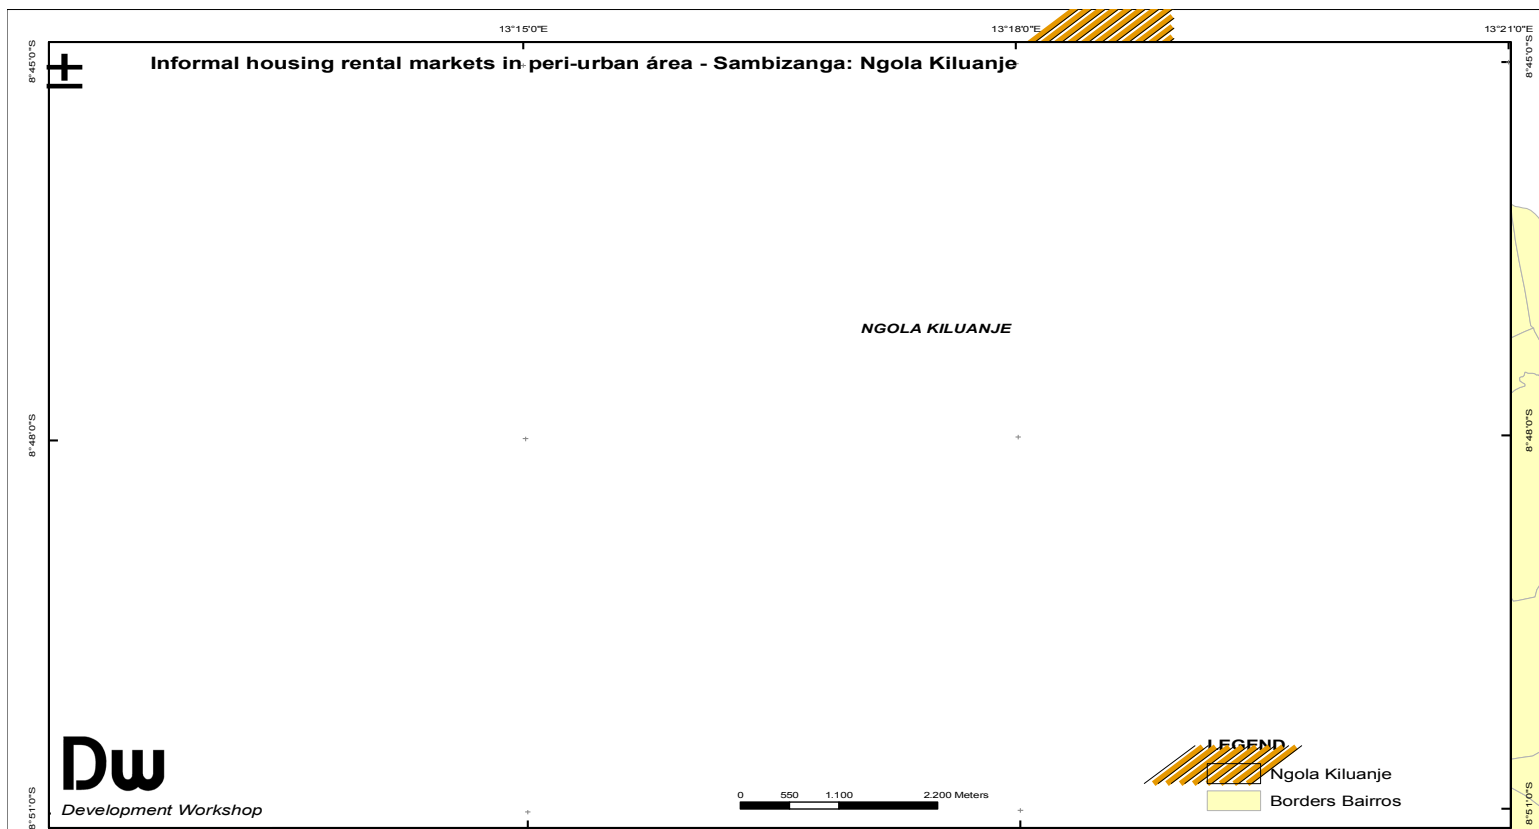 13°15'0"E
13°18'0"E
13°21'0"E
8°45'0"S
8°45'0"S
Informal housing rental markets in peri-urban área - Sambizanga: Ngola Kiluanje
NGOLA KILUANJE
8°48'0"S
8°48'0"S
Dw
Development Workshop
0 550 1.100 2.200 Meters
LEGEND
Ngola Kiluanje
Borders Bairros
8°51'0"S
8°51'0"S